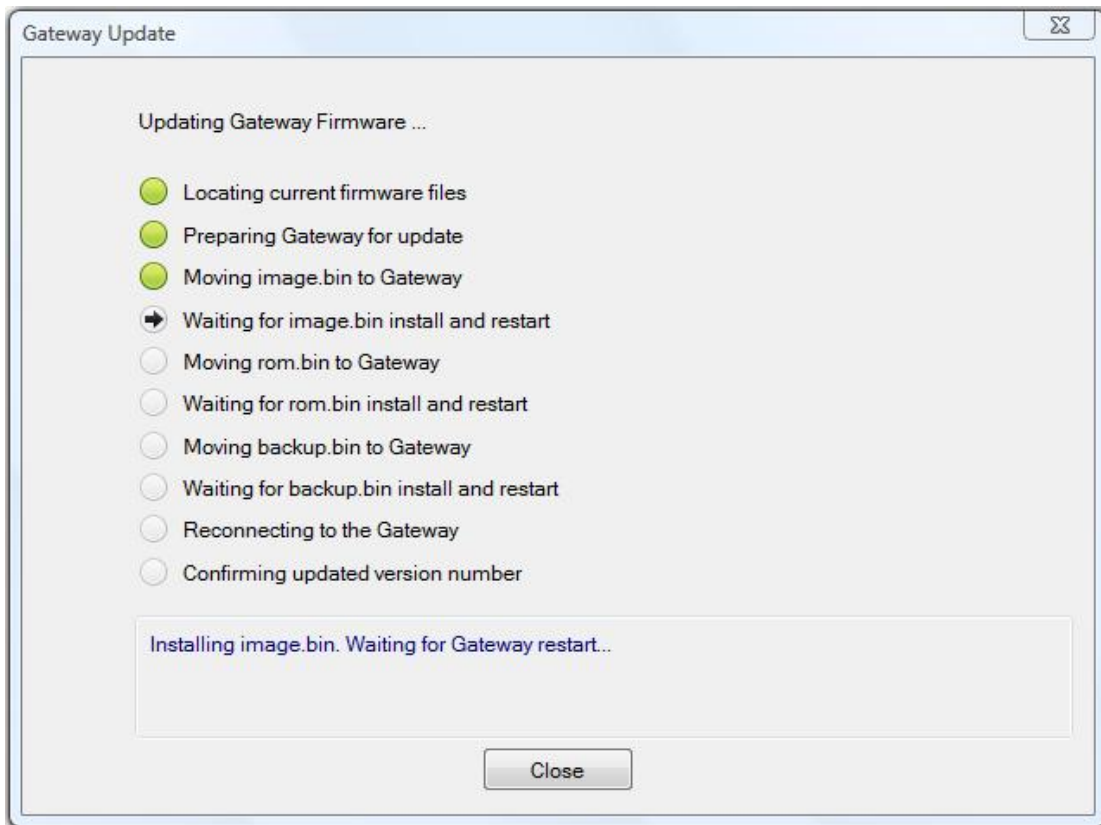 Gateway Update
Updating Gateway Firmware ...
Locating current firmware files
Preparing Gateway for update
Moving image.bin to Gateway
Waiting for image.bin install and restart
Moving rom.bin to Gateway
Waiting for rom.bin install and restart
Moving backup.bin to Gateway
Waiting for backup.bin install and restart
Reconnecting to the Gateway
Confirming updated version number
Installing image.bin. Waiting for Gateway restart...
Close